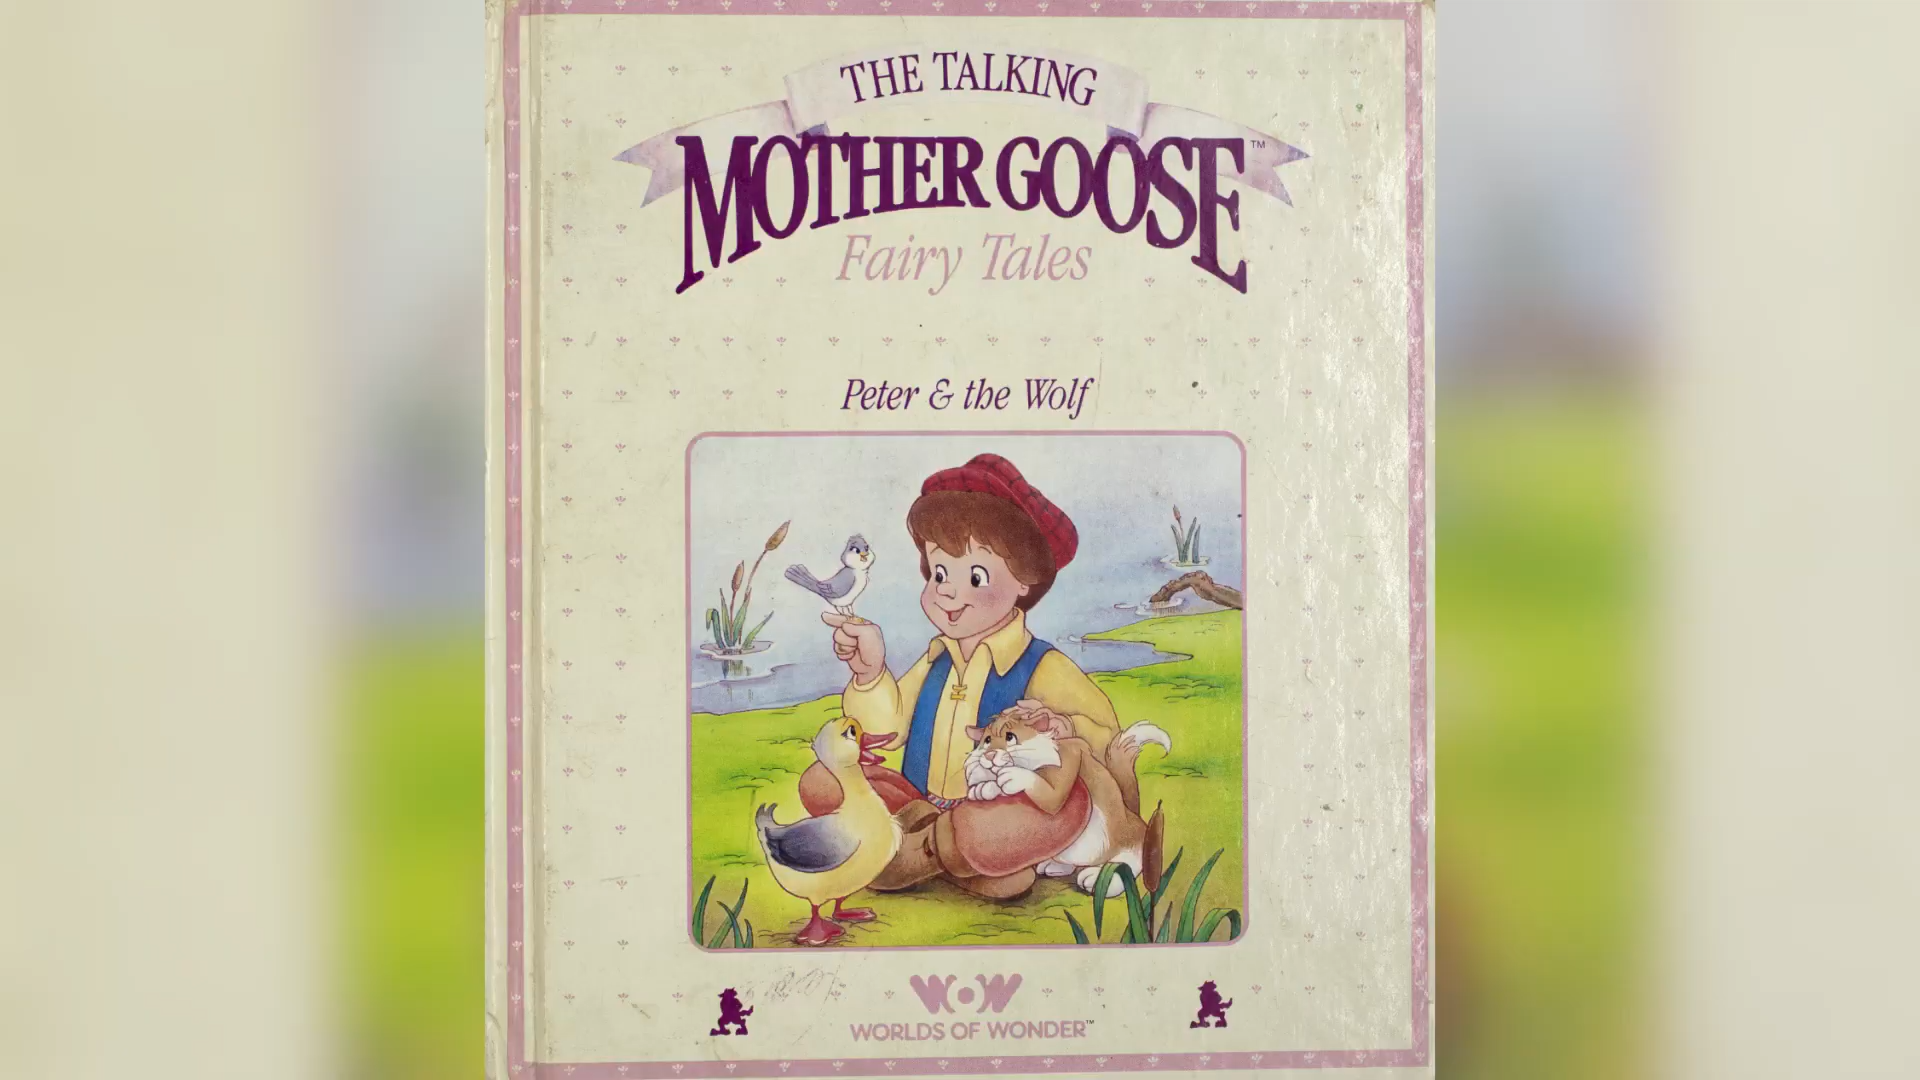 THE TALKING
MOTHER GOOSE™
Fairy Tales
Peter & the Wolf
WOW
WORLDS OF WONDER™